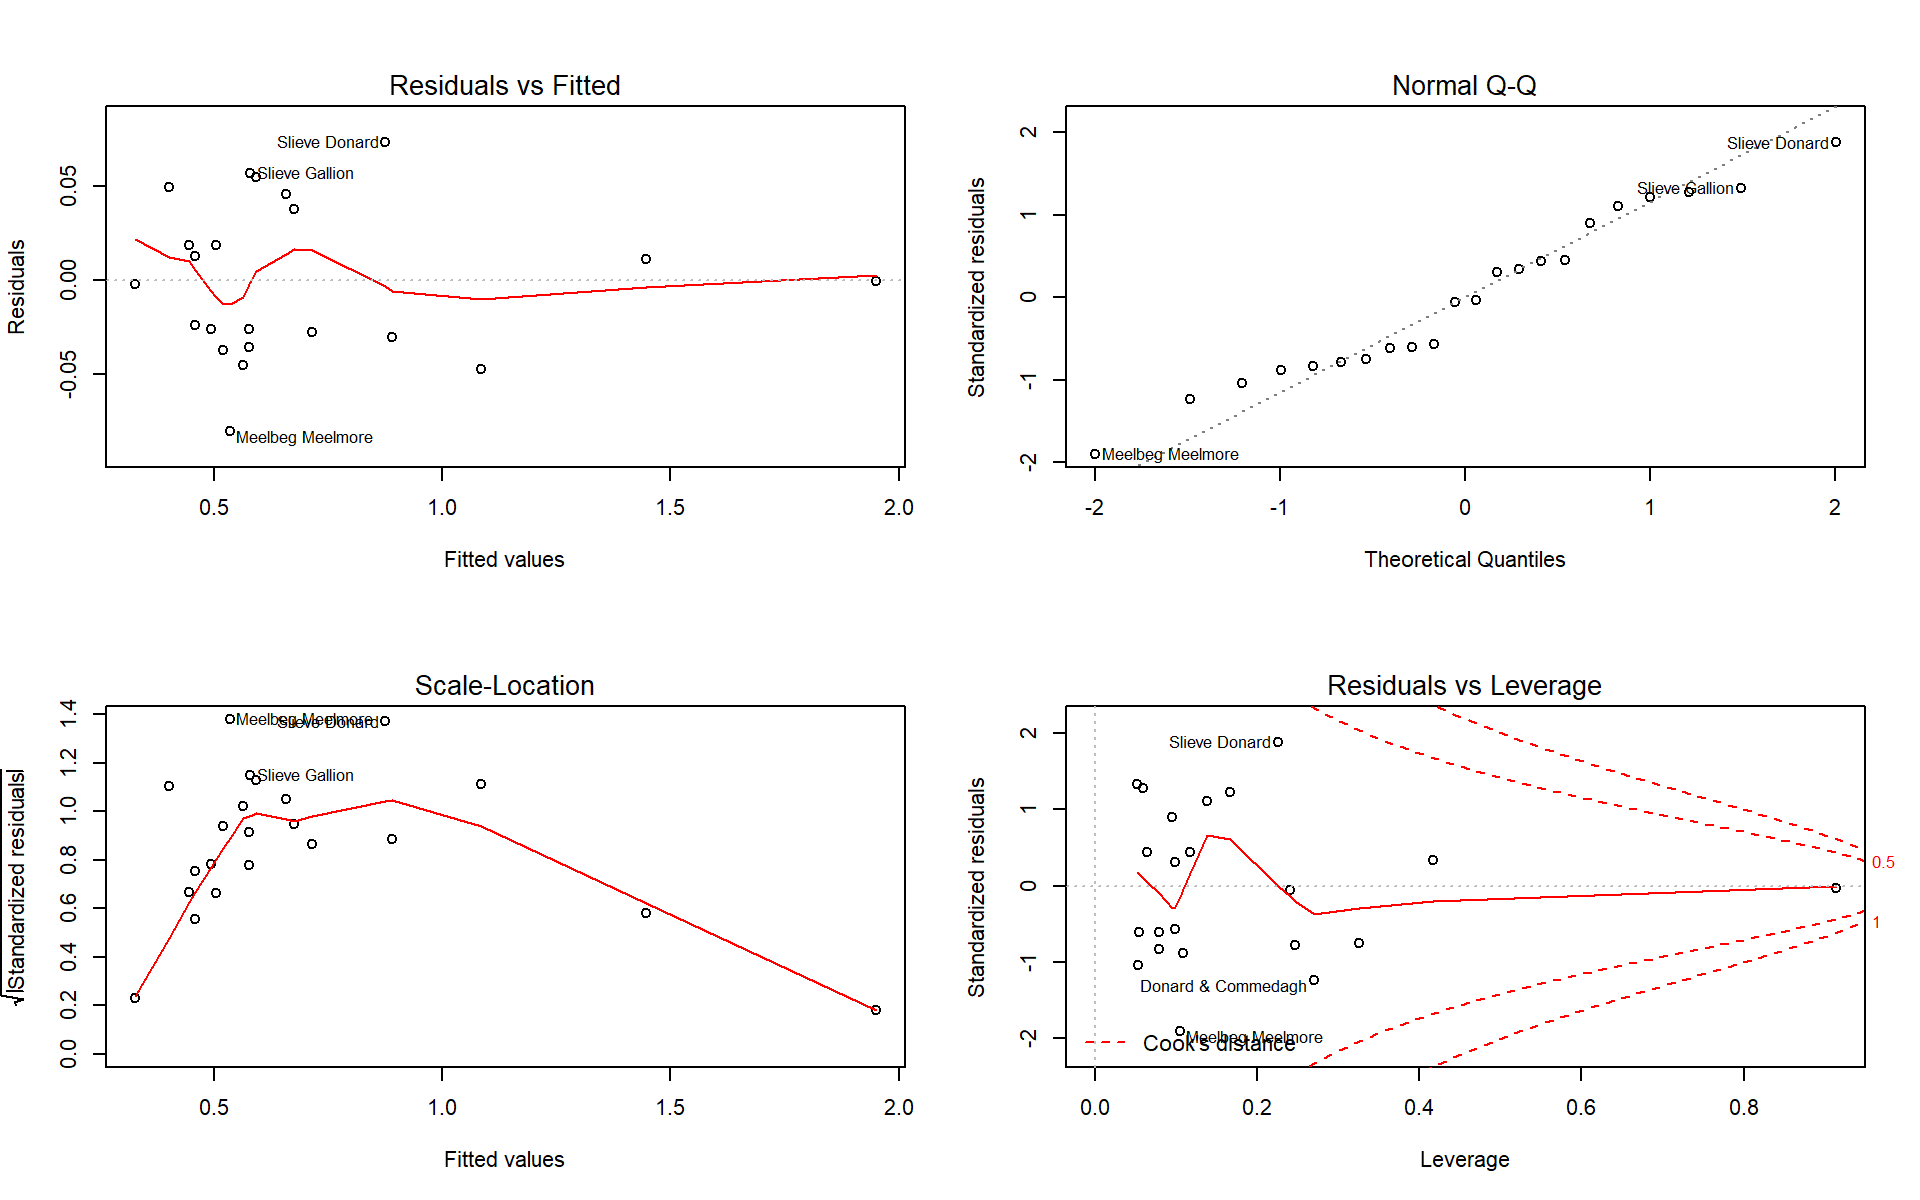 Residuals vs Fitted
Residuals
0.05
0.00
-0.05
Slieve Donard
Slieve Gallion
Meelbeg Meelmore
0.5 1.0 1.5 2.0
Fitted values
Normal Q-Q
Standardized residuals
2
1
0
-1
-2
Slieve Donard
Slieve Gallion
Meelbeg Meelmore
-2 -1 0 1 2
Theoretical Quantiles
Scale-Location
√|Standardized residuals|
1.4
1.2
1.0
0.8
0.6
0.4
0.2
0.0
Meelbeg Meelmore
Slieve Donard
Slieve Gallion
0.5 1.0 1.5 2.0
Fitted values
Residuals vs Leverage
Standardized residuals
2
1
0
-1
-2
Slieve Donard
0.5
1
Donard & Commedagh
Meelbeg Meelmore
Cook's distance
0.0 0.2 0.4 0.6 0.8
Leverage